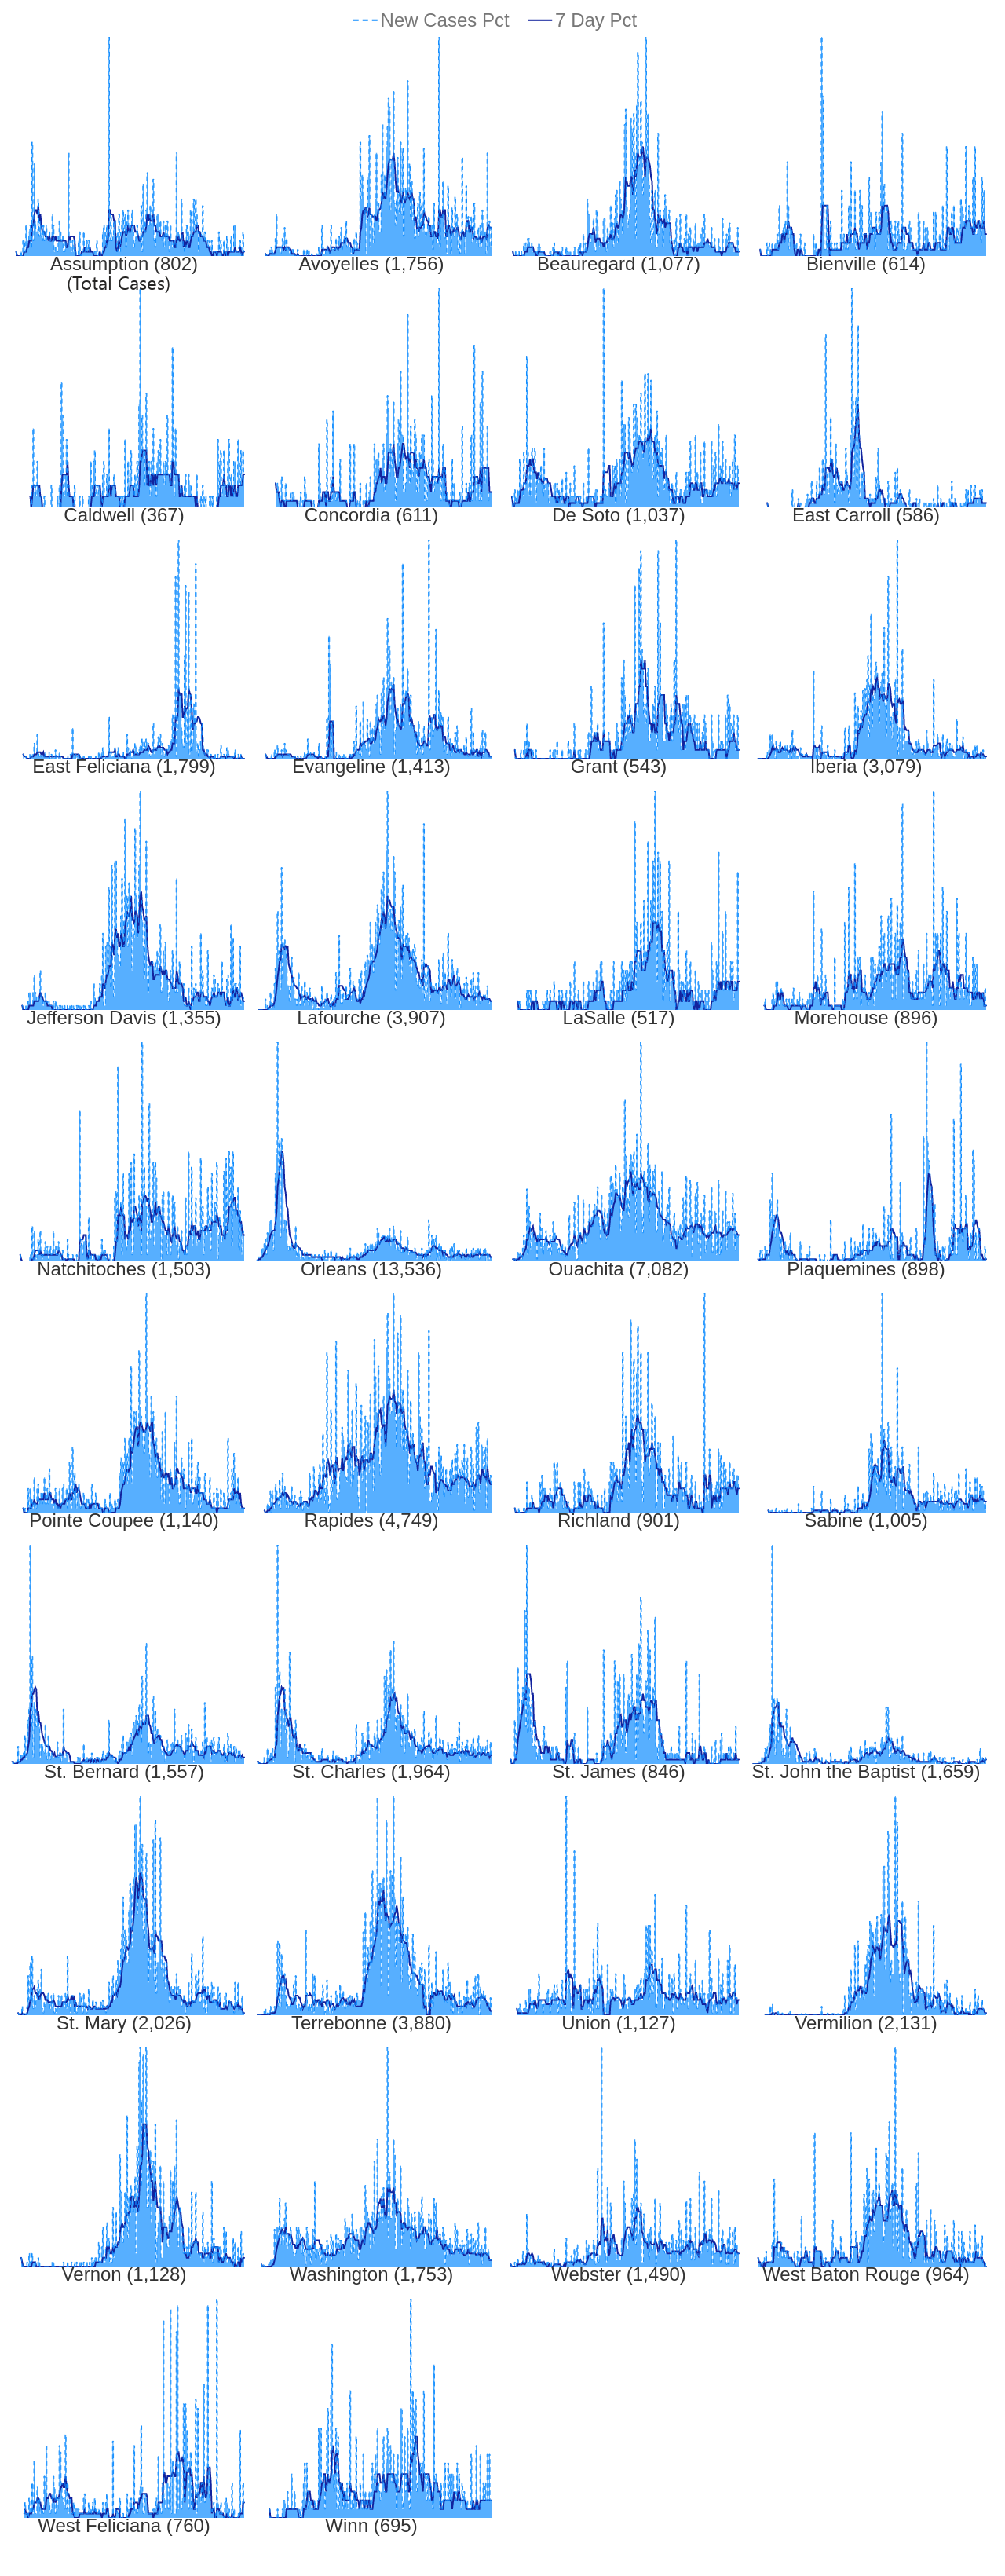 New Cases Pct 7 Day Pct
Assumption (802) Avoyelles (1,756) Beauregard (1,077) Bienville (614)
(Total Cases)
Caldwell (367) Concordia (611) De Soto (1,037) East Carroll (586)
East Feliciana (1,799) Evangeline (1,413) Grant (543) Iberia (3,079)
Jefferson Davis (1,355) Lafourche (3,907) LaSalle (517) Morehouse (896)
Natchitoches (1,503) Orleans (13,536) Ouachita (7,082) Plaquemines (898)
Pointe Coupee (1,140) Rapides (4,749) Richland (901) Sabine (1,005)
St. Bernard (1,557) St. Charles (1,964) St. James (846) St. John the Baptist (1,659)
St. Mary (2,026) Terrebonne (3,880) Union (1,127) Vermilion (2,131)
Vernon (1,128) Washington (1,753) Webster (1,490) West Baton Rouge (964)
West Feliciana (760) Winn (695)